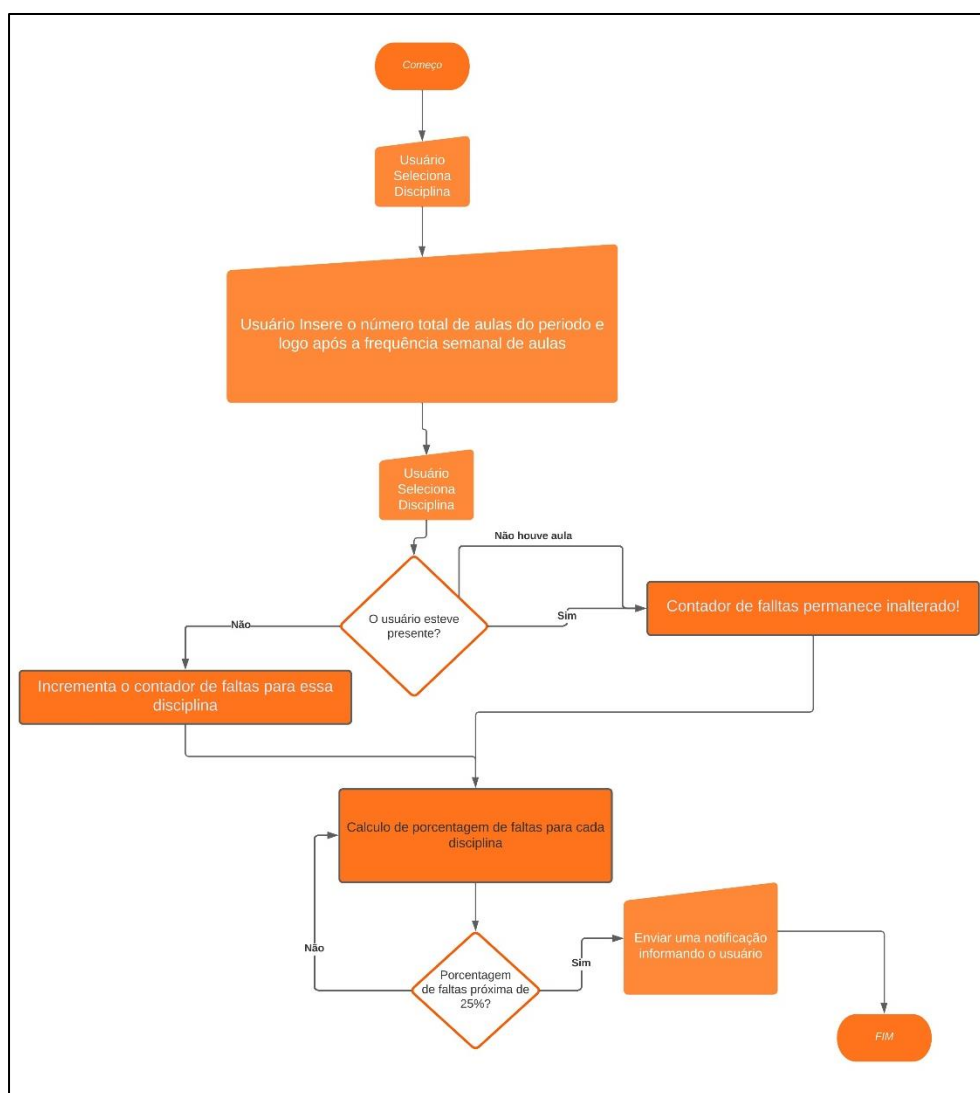 Começo
Usuário
Seleciona
Disciplina
Usuário Insere o número total de aulas do periodo e
logo após a frequência semanal de aulas
Usuário
Seleciona
Disciplina
Não houve aula
O usuário esteve
presente?
Não
Sim
Contador de falltas permanece inalterado!
Incrementa o contador de faltas para essa
disciplina
Calculo de porcentagem de faltas para cada
disciplina
Não
Porcentagem
de faltas próxima de
25%?
Sim
Enviar uma notificação
informando o usuário
FIM